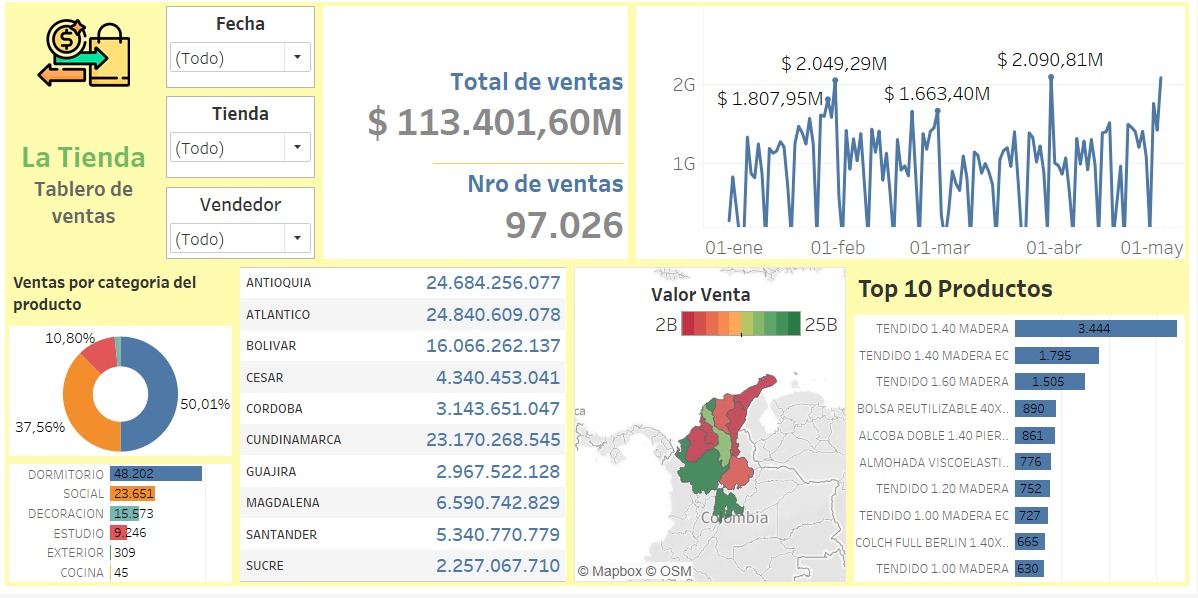 La Tienda
Tablero de
ventas
Fecha
(Todo)
Tienda
(Todo)
Vendedor
(Todo)
Total de ventas
$ 113.401,60M
Nro de ventas
97.026
2G
1G
$ 1.807,95M
$ 2.049,29M
$ 1.663,40M
$ 2.090,81M
01-ene 01-feb 01-mar 01-abr 01-may
Ventas por categoria del
producto
10,80%
50,01%
37,56%
DORMITORIO 48.202
SOCIAL 23.651
DECORACION 15.573
ESTUDIO 9.246
EXTERIOR 309
COCINA 45
ANTIOQUIA 24.684.256.077
ATLANTICO 24.840.609.078
BOLIVAR 16.066.262.137
CESAR 4.340.453.041
CORDOBA 3.143.651.047
CUNDINAMARCA 23.170.268.545
GUAJIRA 2.967.522.128
MAGDALENA 6.590.742.829
SANTANDER 5.340.770.779
SUCRE 2.257.067.710
Valor Venta
2B 25B
ca
Colombia
© Mapbox © OSM
Top 10 Productos
TENDIDO 1.40 MADERA 3.444
TENDIDO 1.40 MADERA EC 1.795
TENDIDO 1.60 MADERA 1.505
BOLSA REUTILIZABLE 40X.. 890
ALCOBA DOBLE 1.40 PIER.. 861
ALMOHADA VISCOELASTI.. 776
TENDIDO 1.20 MADERA 752
TENDIDO 1.00 MADERA EC 727
COLCH FULL BERLIN 1.40X.. 665
TENDIDO 1.00 MADERA 630